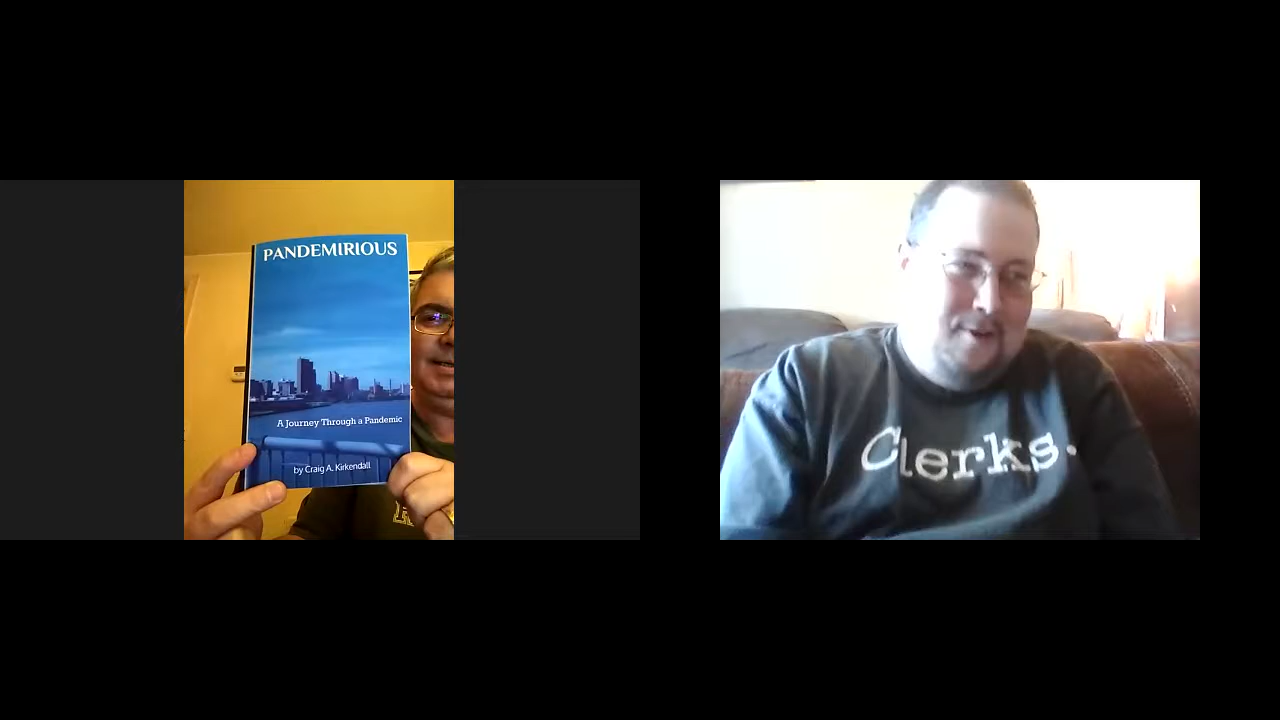 PANDEMIRIOUS
A Journey Through a Pandemic
by Craig A. Kirkendall
Clerks.